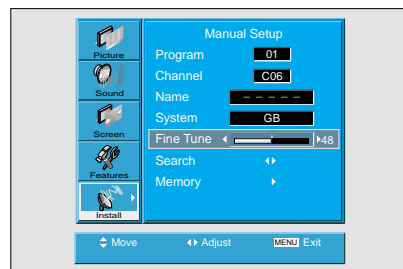 Picture
Sound
Screen
Features
Install
Manual Setup
Program 01
Channel C06
Name – – – – –
System GB
Fine Tune 48
Search
Memory
Move Adjust MENU Exit